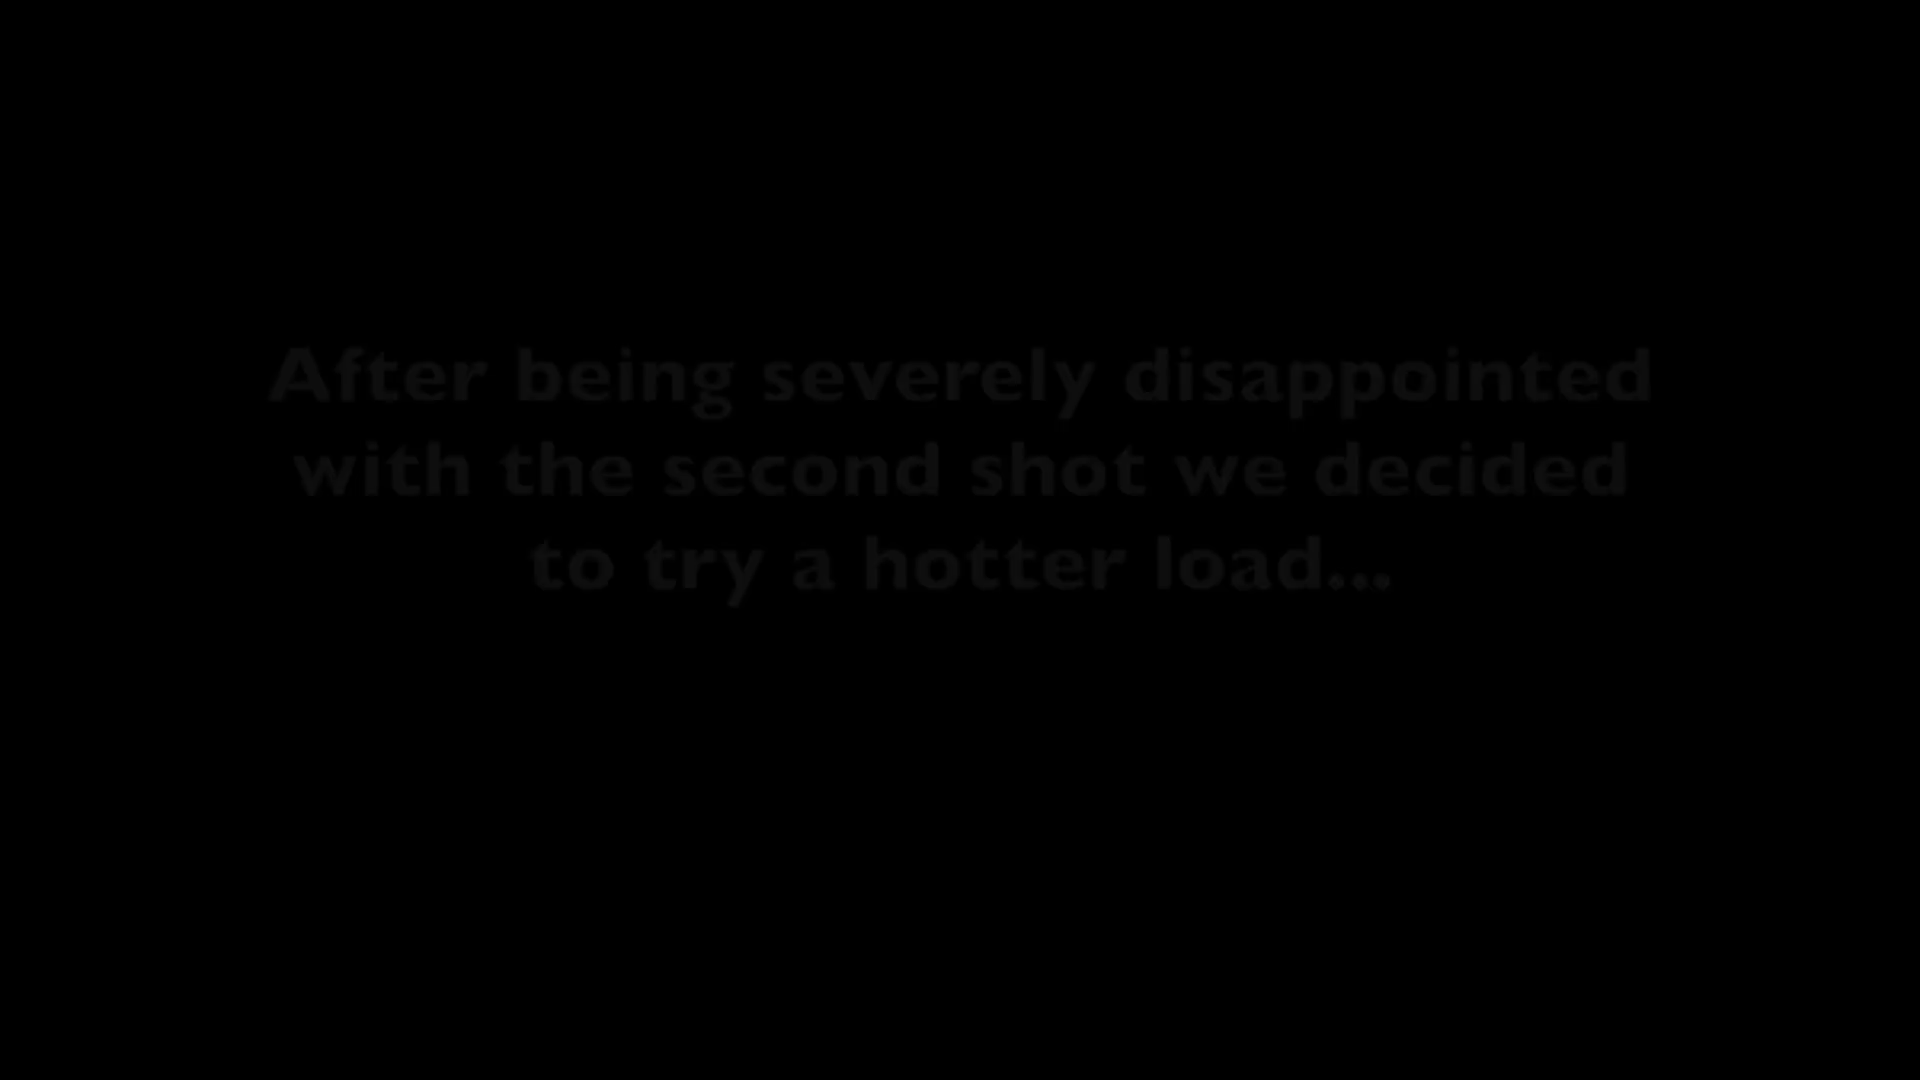 After being severely disappointed
with the second shot we decided
to try a hotter load...